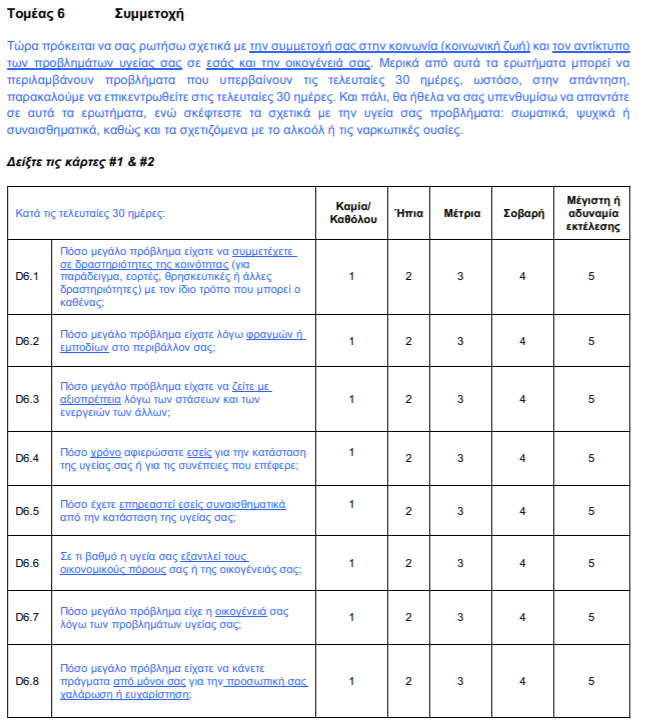 Τομέας 6 Συμμετοχή
Τώρα πρόκειται να σας ρωτήσω σχετικά με την συμμετοχή σας στην κοινωνία (κοινωνική ζωή) και τον αντίκτυπο
των προβλημάτων υγείας σας σε εσάς και την οικογένειά σας. Μερικά από αυτά τα ερωτήματα μπορεί να
περιλαμβάνουν προβλήματα που υπερβαίνουν τις τελευταίες 30 ημέρες, ωστόσο, στην απάντηση,
παρακαλούμε να επικεντρωθείτε στις τελευταίες 30 ημέρες. Και πάλι, θα ήθελα να σας υπενθυμίσω να απαντάτε
σε αυτά τα ερωτήματα, ενώ σκέφτεστε τα σχετικά με την υγεία σας προβλήματα: σωματικά, ψυχικά ή
συναισθηματικά, καθώς και τα σχετιζόμενα με το αλκοόλ ή τις ναρκωτικές ουσίες.
Δείξτε τις κάρτες #1 & #2
Κατά τις τελευταίες 30 ημέρες: Καμία/ Καθόλου Ήπια Μέτρια Σοβαρή Μέγιστη ή αδυναμία εκτέλεσης
D6.1 Πόσο μεγάλο πρόβλημα είχατε να συμμετέχετε
σε δραστηριότητες της κοινότητας (για
παράδειγμα, εορτές, θρησκευτικές ή άλλες
δραστηριότητες) με τον ίδιο τρόπο που μπορεί ο
καθένας; 1 2 3 4 5
D6.2 Πόσο μεγάλο πρόβλημα είχατε λόγω φραγμών ή
εμποδίων στο περιβάλλον σας; 1 2 3 4 5
D6.3 Πόσο μεγάλο πρόβλημα είχατε να ζείτε με
αξιοπρέπεια λόγω των στάσεων και των
ενεργειών των άλλων; 1 2 3 4 5
D6.4 Πόσο χρόνο αφιερώσατε εσείς για την κατάσταση
της υγείας σας ή για τις συνέπειες που επέφερε; 1 2 3 4 5
D6.5 Πόσο έχετε επηρεαστεί εσείς συναισθηματικά
από την κατάσταση της υγείας σας; 1 2 3 4 5
D6.6 Σε τι βαθμό η υγεία σας εξαντλεί τους
οικονομικούς πόρους σας ή της οικογένειάς σας; 1 2 3 4 5
D6.7 Πόσο μεγάλο πρόβλημα είχε η οικογένειά σας
λόγω των προβλημάτων υγείας σας; 1 2 3 4 5
D6.8 Πόσο μεγάλο πρόβλημα είχατε να κάνετε
πράγματα από μόνοι σας για την προσωπική σας
χαλάρωση ή ευχαρίστηση; 1 2 3 4 5